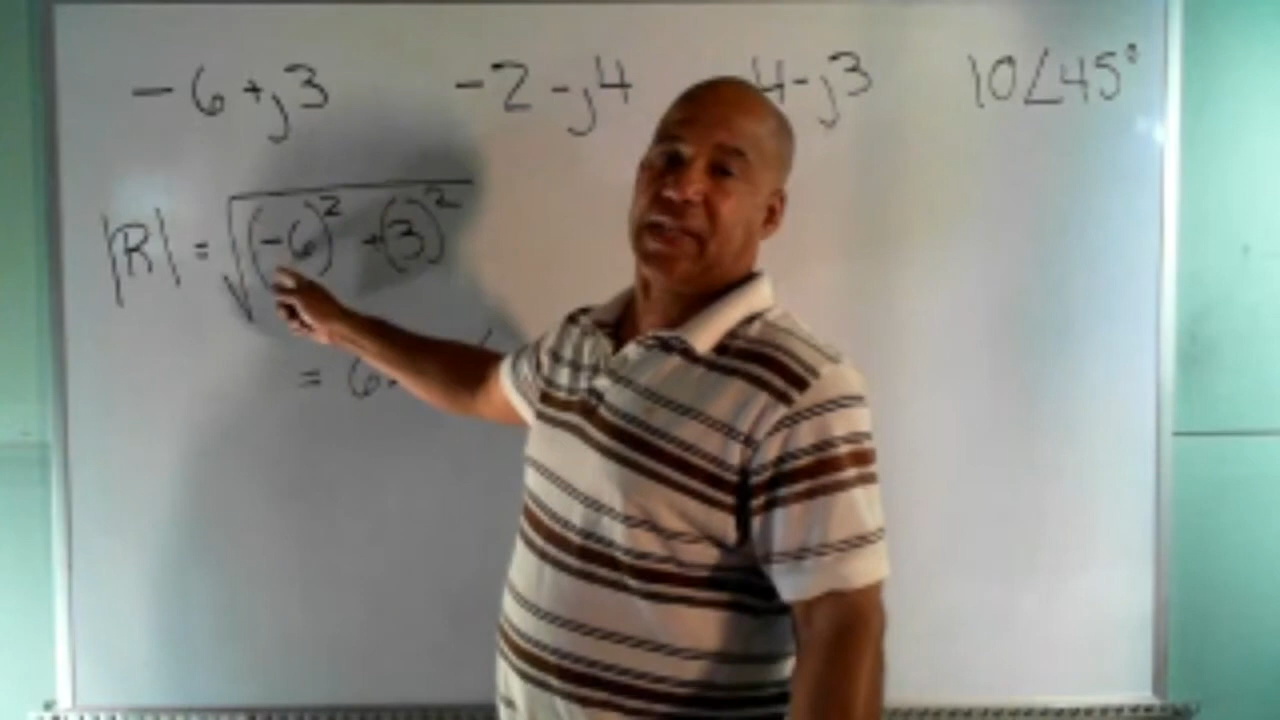 -6+j3 -2-j4 4-j3 10∠45°
|R| = √(-6)² +(3)²
= 6.